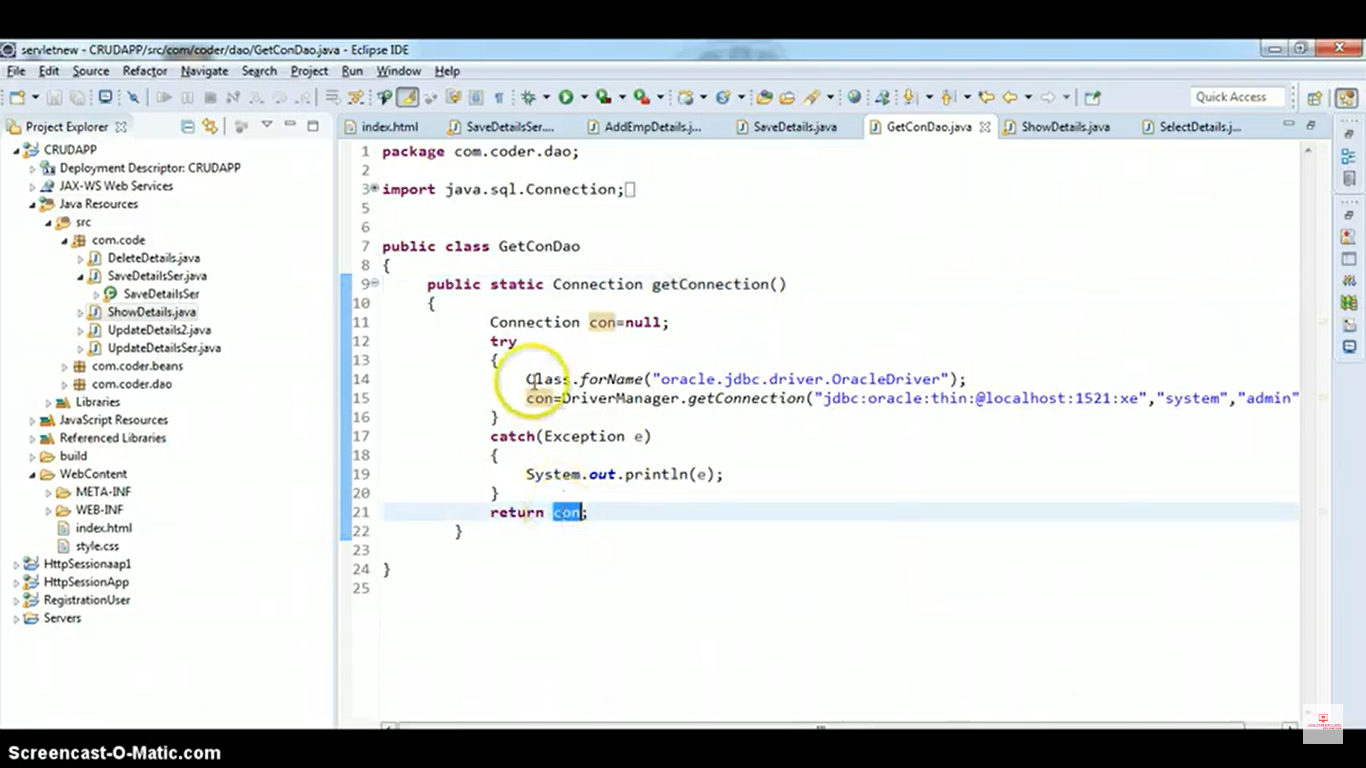 servletnew - CRUDAPP/src/com/coder/dao/GetConDao.java - Eclipse IDE
File Edit Source Refactor Navigate Search Project Run Window Help
Quick Access
Project Explorer
index.html SaveDetailsSer.... AddEmpDetails.j... SaveDetails.java GetConDao.java ShowDetails.java SelectDetails.j...
CRUDAPP
Deployment Descriptor: CRUDAPP
JAX-WS Web Services
Java Resources
src
com.code
DeleteDetails.java
SaveDetailsSer.java
SaveDetailsSer
ShowDetails.java
UpdateDetails2.java
UpdateDetailsSer.java
com.coder.beans
com.coder.dao
Libraries
JavaScript Resources
Referenced Libraries
build
WebContent
META-INF
WEB-INF
index.html
style.css
HttpSessionaap1
HttpSessionApp
RegistrationUser
Servers
1 package com.coder.dao;
2
3 import java.sql.Connection;
5
6
7 public class GetConDao
8 {
9 public static Connection getConnection()
10 {
11 Connection con=null;
12 try
13 {
14 Class.forName("oracle.jdbc.driver.OracleDriver");
15 con=DriverManager.getConnection("jdbc:oracle:thin:@localhost:1521:xe","system","admin"
16 }
17 catch(Exception e)
18 {
19 System.out.println(e);
20 }
21 return con;
22 }
23
24 }
25
Screencast-O-Matic.com